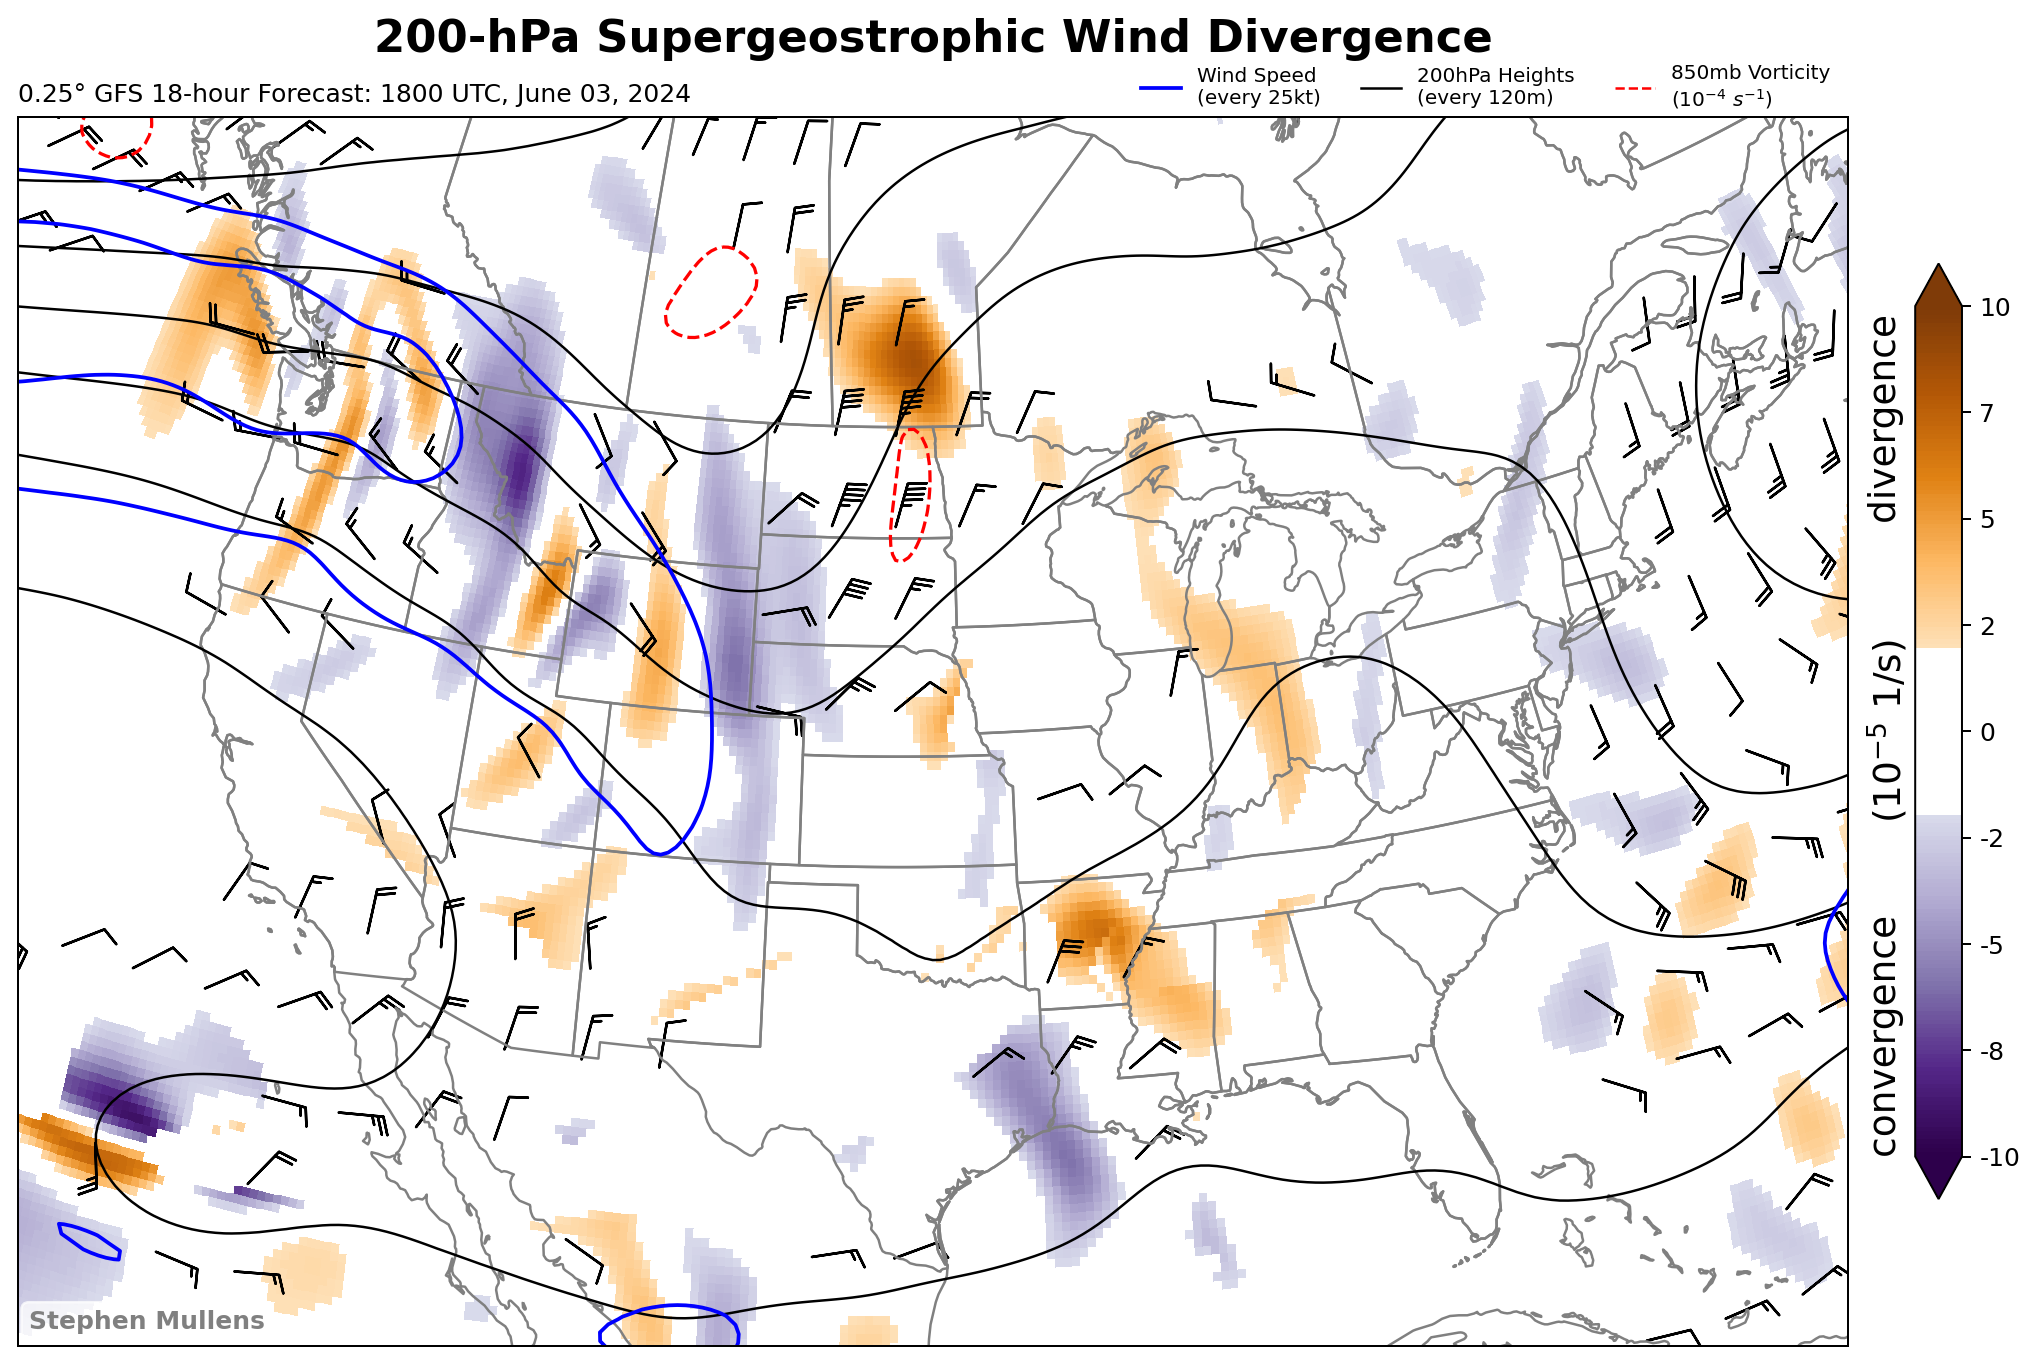 200-hPa Supergeostrophic Wind Divergence
0.25° GFS 18-hour Forecast: 1800 UTC, June 03, 2024
Wind Speed
(every 25kt)
200hPa Heights
(every 120m)
850mb Vorticity
(10⁻⁴ s⁻¹)
10
7
5
2
0
-2
-5
-8
-10
convergence (10⁻⁵ 1/s) divergence
Stephen Mullens